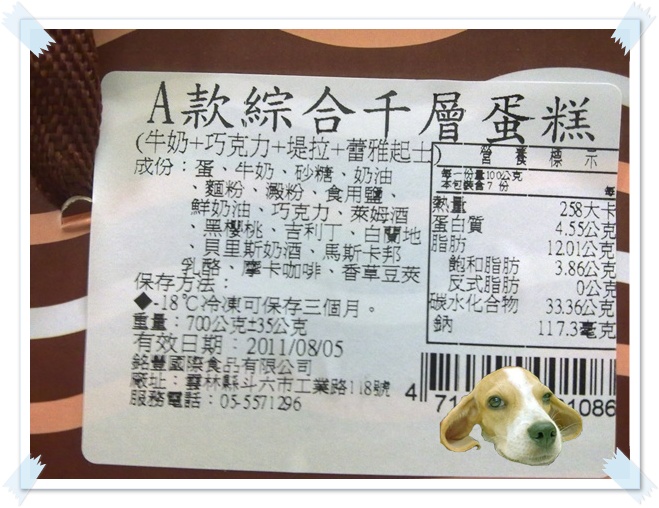 A款綜合千層蛋糕
(牛奶+巧克力+堤拉+蕾雅起士)
成份：蛋、牛奶、砂糖、奶油
、麵粉、澱粉、食用鹽、
鮮奶油、巧克力、萊姆酒
、黑櫻桃、吉利丁、白蘭地
、貝里斯奶酒、馬斯卡邦
乳酪、摩卡咖啡、香草豆莢
保存方法：
◆-18℃冷凍可保存三個月。
重量：700公克±35公克
有效日期：2011/08/05
銘豐國際食品有限公司
廠址：雲林縣斗六市工業路118號
服務電話：05-5571296
營養標示
每一份量100公克
本包裝含7份
每
熱量 258大卡
蛋白質 4.55公克
脂肪 12.01公克
飽和脂肪 3.86公克
反式脂肪 0公克
碳水化合物 33.36公克
鈉 117.3毫克
4 71 1086